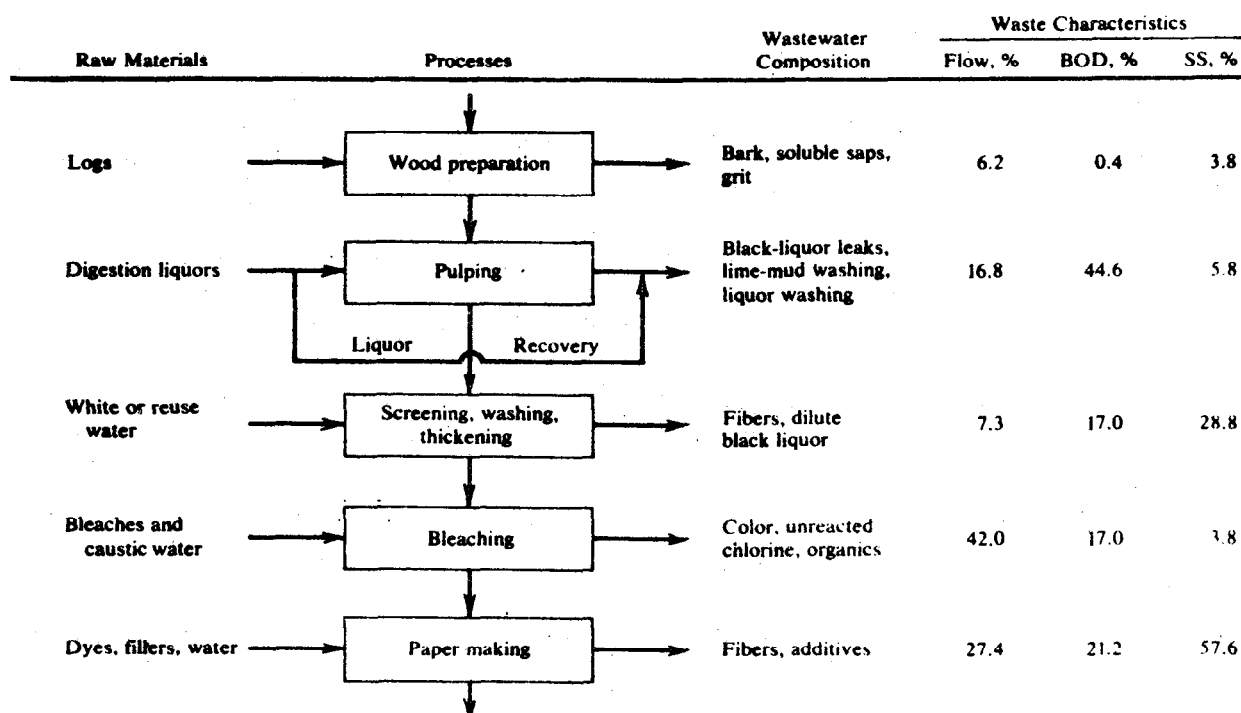 Waste Characteristics
Wastewater
Raw Materials Processes Composition Flow, % BOD, % SS, %
Logs Wood preparation Bark, soluble saps, grit 6.2 0.4 3.8
Digestion liquors Pulping Black-liquor leaks, lime-mud washing, liquor washing 16.8 44.6 5.8
Liquor Recovery
White or reuse water Screening, washing, thickening Fibers, dilute black liquor 7.3 17.0 28.8
Bleaches and caustic water Bleaching Color, unreacted chlorine, organics 42.0 17.0 3.8
Dyes, fillers, water Paper making Fibers, additives 27.4 21.2 57.6